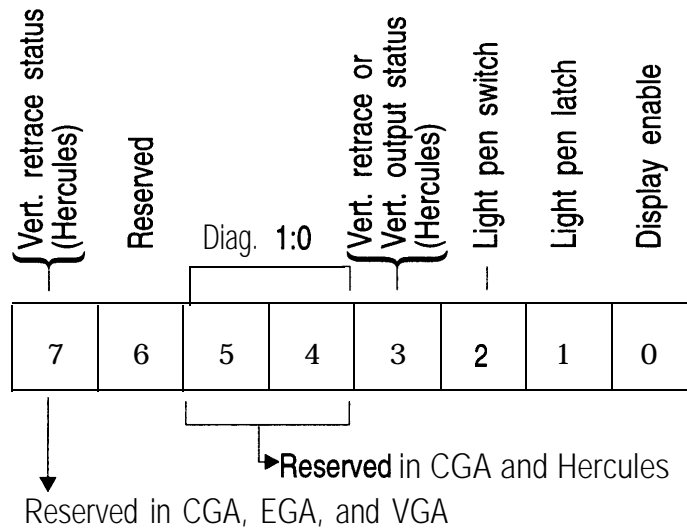 Vert. retrace status
(Hercules)
Reserved
Diag. 1:0
Vert. retrace or
Vert. output status
(Hercules)
Light pen switch
Light pen latch
Display enable
7 6 5 4 3 2 1 0
Reserved in CGA and Hercules
Reserved in CGA, EGA, and VGA